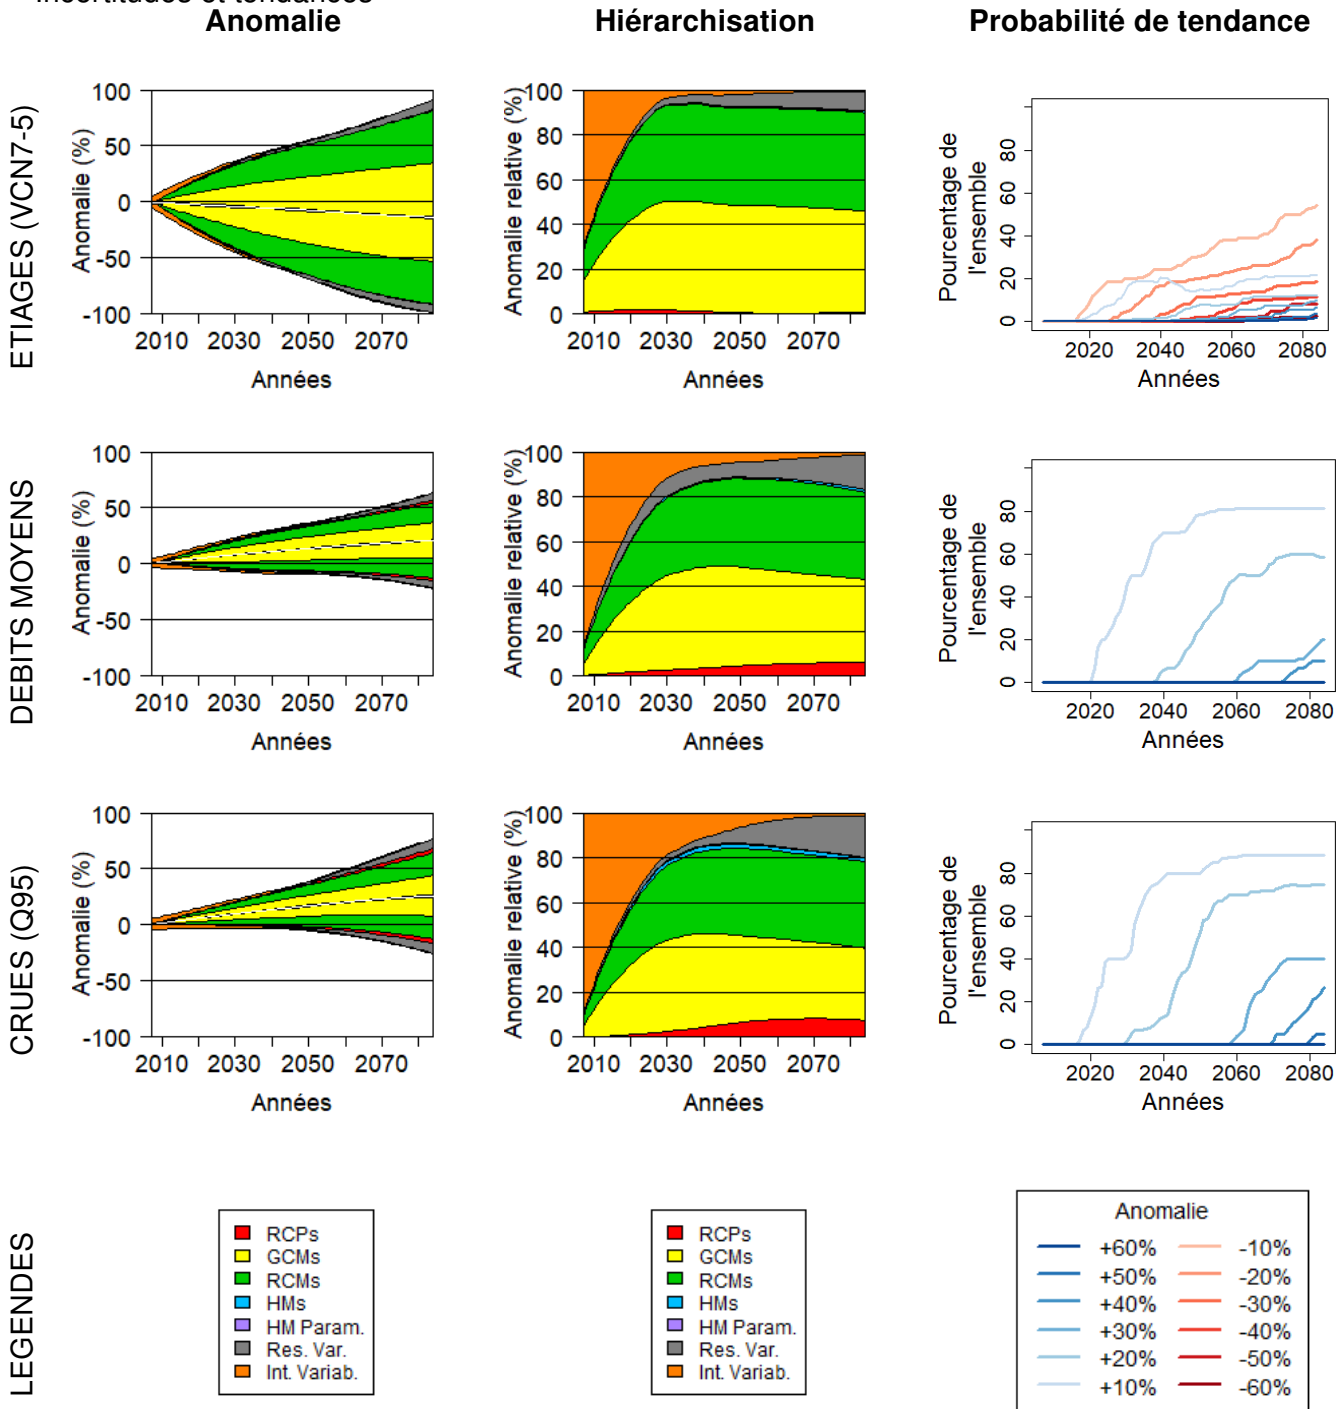 Incertitudes et tendances
Anomalie
Hiérarchisation
Probabilité de tendance
ETIAGES (VCN7-5)
Anomalie (%)
100
50
0
-50
-100
2010 2030 2050 2070
Années
Anomalie relative (%)
100
80
60
40
20
0
2010 2030 2050 2070
Années
Pourcentage de
l'ensemble
80
60
40
20
0
2020 2040 2060 2080
Années
DEBITS MOYENS
Anomalie (%)
100
50
0
-50
-100
2010 2030 2050 2070
Années
Anomalie relative (%)
100
80
60
40
20
0
2010 2030 2050 2070
Années
Pourcentage de
l'ensemble
80
60
40
20
0
2020 2040 2060 2080
Années
CRUES (Q95)
Anomalie (%)
100
50
0
-50
-100
2010 2030 2050 2070
Années
Anomalie relative (%)
100
80
60
40
20
0
2010 2030 2050 2070
Années
Pourcentage de
l'ensemble
80
60
40
20
0
2020 2040 2060 2080
Années
LEGENDES
RCPs
GCMs
RCMs
HMs
HM Param.
Res. Var.
Int. Variab.
RCPs
GCMs
RCMs
HMs
HM Param.
Res. Var.
Int. Variab.
Anomalie
+60% -10%
+50% -20%
+40% -30%
+30% -40%
+20% -50%
+10% -60%